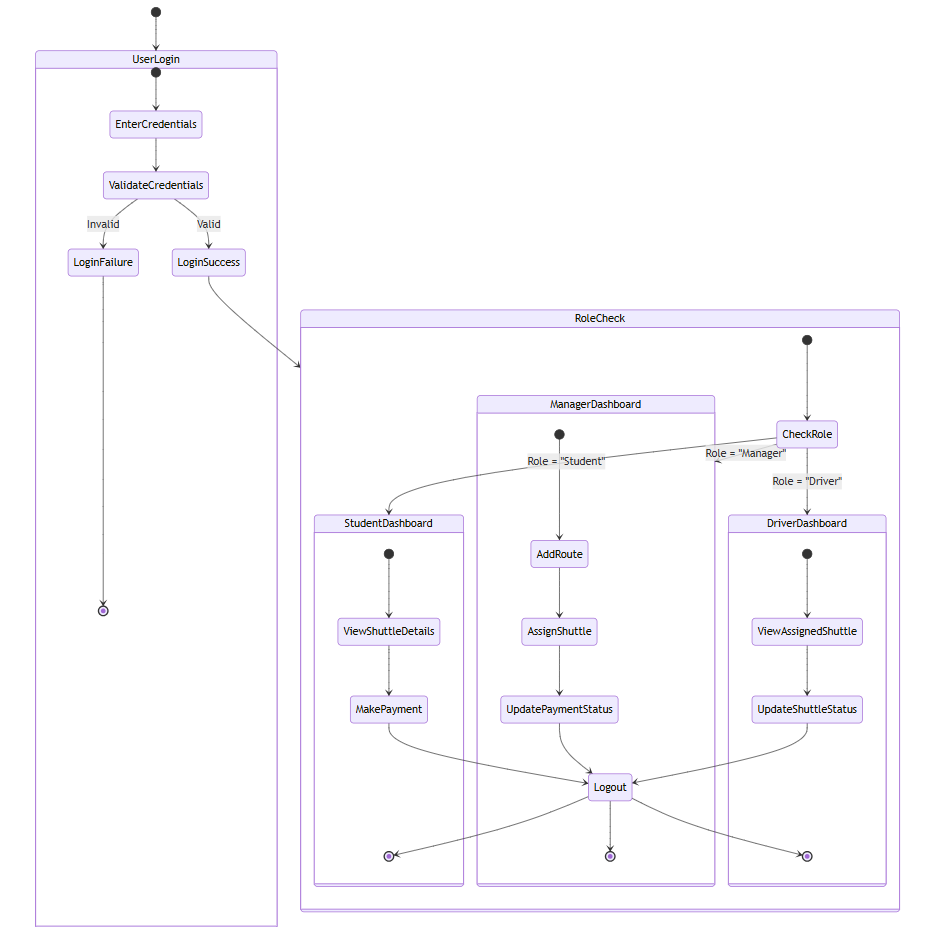 UserLogin
EnterCredentials
ValidateCredentials
Invalid
Valid
LoginFailure
LoginSuccess
RoleCheck
ManagerDashboard
CheckRole
Role = "Manager"
Role = "Student"
Role = "Driver"
StudentDashboard
DriverDashboard
AddRoute
ViewShuttleDetails
AssignShuttle
ViewAssignedShuttle
MakePayment
UpdatePaymentStatus
UpdateShuttleStatus
Logout